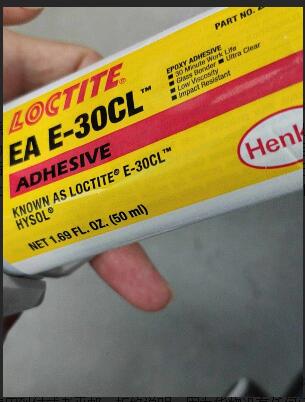 PART NO.
LOCTITE®
EA E-30CL™
EPOXY ADHESIVE
■ 30 Minute Work Life
■ Glass Bonder ■ Ultra Clear
■ Low Viscosity
■ Impact Resistant
ADHESIVE
Henk
KNOWN AS LOCTITE® E-30CL™
HYSOL®
NET 1.69 FL. OZ. (50 ml)